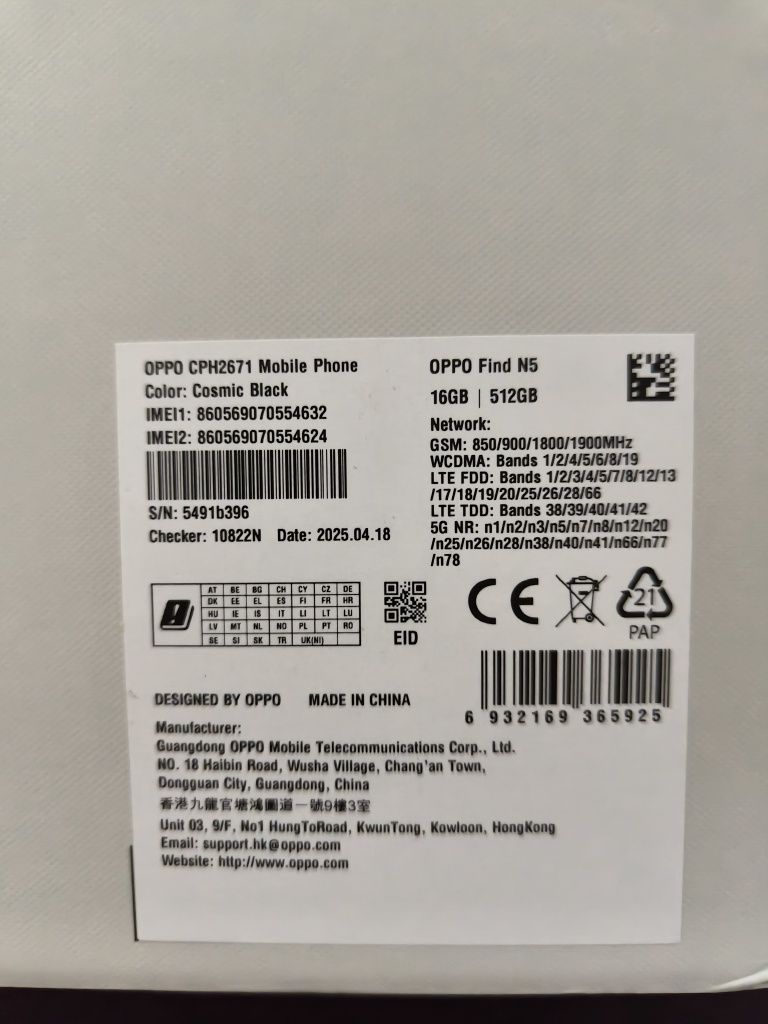 OPPO CPH2671 Mobile Phone
Color: Cosmic Black
IMEI1: 860569070554632
IMEI2: 860569070554624
S/N: 5491b396
Checker: 10822N Date: 2025.04.18
OPPO Find N5
16GB | 512GB
Network:
GSM: 850/900/1800/1900MHz
WCDMA: Bands 1/2/4/5/6/8/19
LTE FDD: Bands 1/2/3/4/5/7/8/12/13
/17/18/19/20/25/26/28/66
LTE TDD: Bands 38/39/40/41/42
5G NR: n1/n2/n3/n5/n7/n8/n12/n20
/n25/n26/n28/n38/n40/n41/n66/n77
/n78
AT BE BG CH CY CZ DE
DK EE EL ES FI FR HR
HU IE IS IT LI LT LU
LV MT NL NO PL PT RO
SE SI SK TR UK(NI)
EID
CE
21
PAP
6 932169 365925
DESIGNED BY OPPO MADE IN CHINA
Manufacturer:
Guangdong OPPO Mobile Telecommunications Corp., Ltd.
NO. 18 Haibin Road, Wusha Village, Chang'an Town,
Dongguan City, Guangdong, China
香港九龍官塘鴻圖道一號9樓3室
Unit 03, 9/F, No1 HungToRoad, KwunTong, Kowloon, HongKong
Email: support.hk@oppo.com
Website: http://www.oppo.com